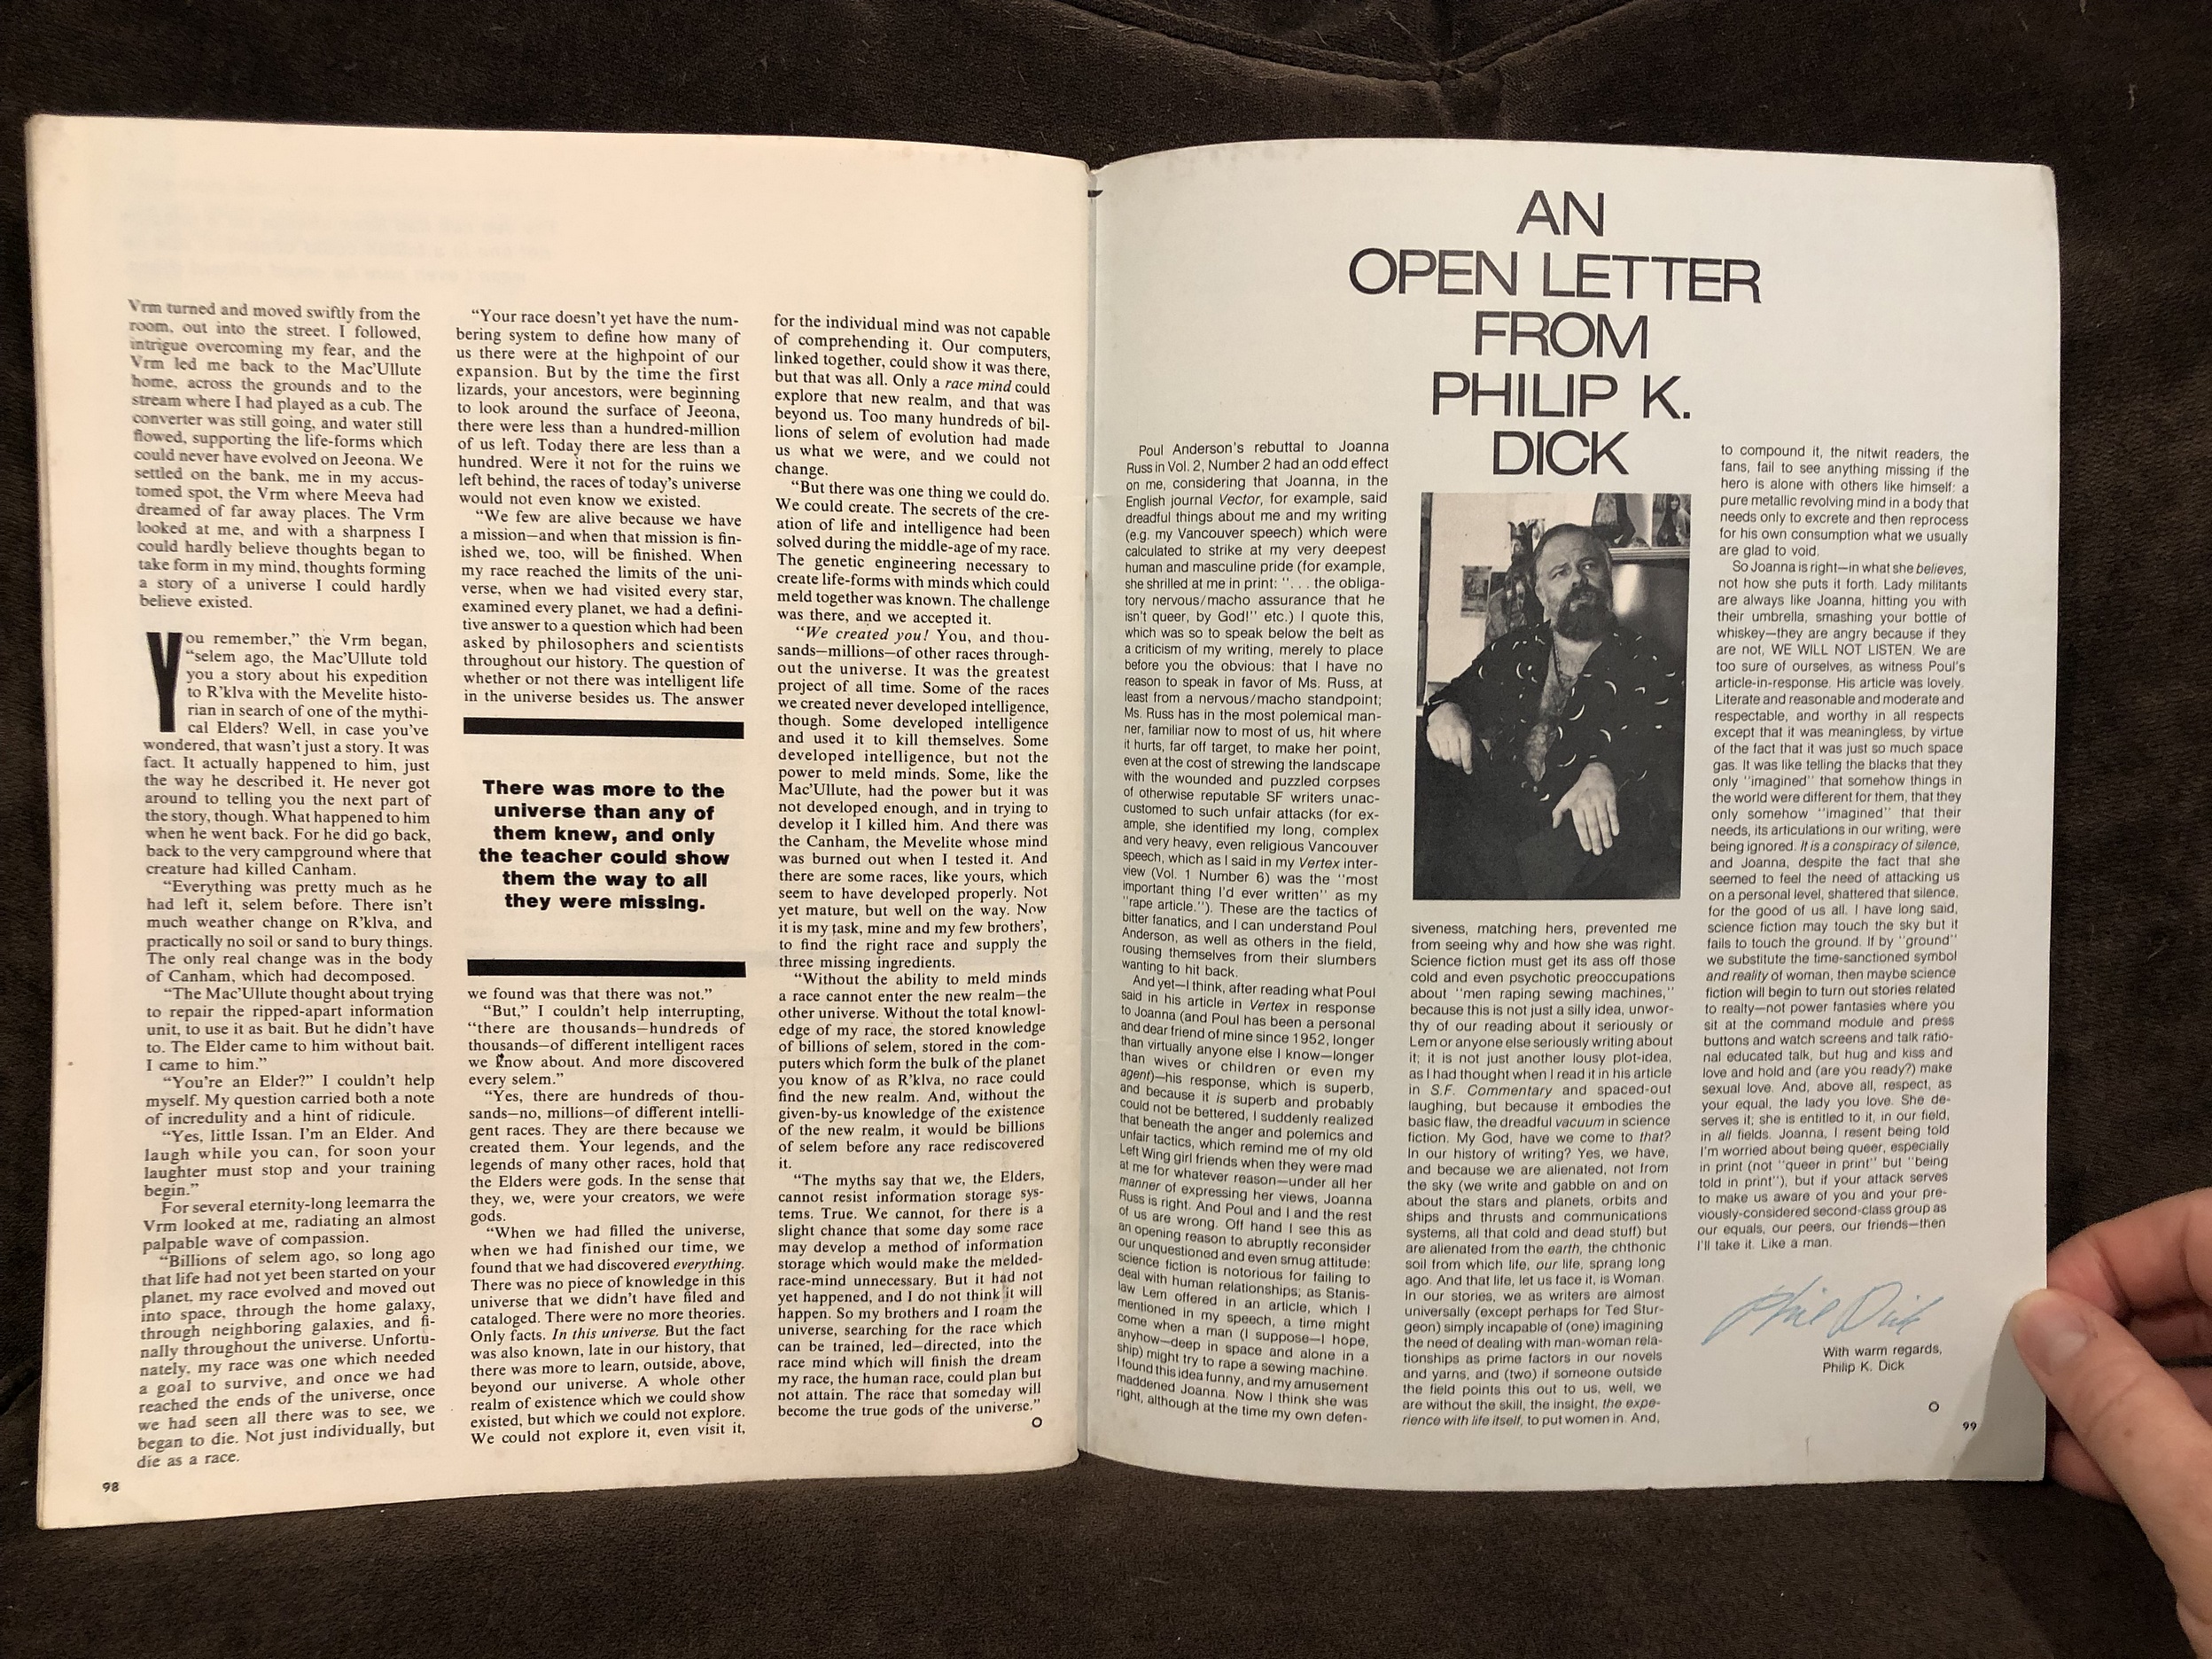 Vrm turned and moved swiftly from the
room, out into the street. I followed,
intrigue overcoming my fear, and the
Vrm led me back to the Mac'Ullute
home, across the grounds and to the
stream where I had played as a cub. The
converter was still going, and water still
flowed, supporting the life-forms which
could never have evolved on Jeeona. We
settled on the bank, me in my accus-
tomed spot, the Vrm where Meeva had
dreamed of far away places. The Vrm
looked at me, and with a sharpness I
could hardly believe thoughts began to
take form in my mind, thoughts forming
a story of a universe I could hardly
believe existed.
You remember,” the Vrm began,
“selem ago, the Mac'Ullute told
you a story about his expedition
to R'klva with the Mevelite histo-
rian in search of one of the mythi-
cal Elders? Well, in case you've
wondered, that wasn't just a story. It was
fact. It actually happened to him, just
the way he described it. He never got
around to telling you the next part of
the story, though. What happened to him
when he went back. For he did go back,
back to the very campground where that
creature had killed Canham.
“Everything was pretty much as he
had left it, selem before. There isn't
much weather change on R'klva, and
practically no soil or sand to bury things.
The only real change was in the body
of Canham, which had decomposed.
“The Mac'Ullute thought about trying
to repair the ripped-apart information
unit, to use it as bait. But he didn't have
to. The Elder came to him without bait.
I came to him.”
“You're an Elder?” I couldn't help
myself. My question carried both a note
of incredulity and a hint of ridicule.
“Yes, little Issan. I'm an Elder. And
laugh while you can, for soon your
laughter must stop and your training
begin.”
For several eternity-long leemarra the
Vrm looked at me, radiating an almost
palpable wave of compassion.
“Billions of selem ago, so long ago
that life had not yet been started on your
planet, my race evolved and moved out
into space, through the home galaxy,
through neighboring galaxies, and fi-
nally throughout the universe. Unfortu-
nately, my race was one which needed
a goal to survive, and once we had
reached the ends of the universe, once
we had seen all there was to see, we
began to die. Not just individually, but
die as a race.
98
“Your race doesn't yet have the num-
bering system to define how many of
us there were at the highpoint of our
expansion. But by the time the first
lizards, your ancestors, were beginning
to look around the surface of Jeeona,
there were less than a hundred-million
of us left. Today there are less than a
hundred. Were it not for the ruins we
left behind, the races of today's universe
would not even know we existed.
“We few are alive because we have
a mission—and when that mission is fin-
ished we, too, will be finished. When
my race reached the limits of the uni-
verse, when we had visited every star,
examined every planet, we had a defini-
tive answer to a question which had been
asked by philosophers and scientists
throughout our history. The question of
whether or not there was intelligent life
in the universe besides us. The answer
There was more to the
universe than any of
them knew, and only
the teacher could show
them the way to all
they were missing.
we found was that there was not.”
“But,” I couldn't help interrupting,
“there are thousands—hundreds of
thousands—of different intelligent races
we know about. And more discovered
every selem.”
“Yes, there are hundreds of thou-
sands—no, millions—of different intelli-
gent races. They are there because we
created them. Your legends, and the
legends of many other races, hold that
the Elders were gods. In the sense that
they, we, were your creators, we were
gods.
“When we had filled the universe,
when we had finished our time, we
found that we had discovered everything.
There was no piece of knowledge in this
universe that we didn't have filed and
cataloged. There were no more theories.
Only facts. In this universe. But the fact
was also known, late in our history, that
there was more to learn, outside, above,
beyond our universe. A whole other
realm of existence which we could show
existed, but which we could not explore.
We could not explore it, even visit it,
for the individual mind was not capable
of comprehending it. Our computers,
linked together, could show it was there,
but that was all. Only a race mind could
explore that new realm, and that was
beyond us. Too many hundreds of bil-
lions of selem of evolution had made
us what we were, and we could not
change.
“But there was one thing we could do.
We could create. The secrets of the cre-
ation of life and intelligence had been
solved during the middle-age of my race.
The genetic engineering necessary to
create life-forms with minds which could
meld together was known. The challenge
was there, and we accepted it.
“We created you! You, and thou-
sands—millions—of other races through-
out the universe. It was the greatest
project of all time. Some of the races
we created never developed intelligence,
though. Some developed intelligence
and used it to kill themselves. Some
developed intelligence, but not the
power to meld minds. Some, like the
Mac'Ullute, had the power but it was
not developed enough, and in trying to
develop it I killed him. And there was
the Canham, the Mevelite whose mind
was burned out when I tested it. And
there are some races, like yours, which
seem to have developed properly. Not
yet mature, but well on the way. Now
it is my task, mine and my few brothers',
to find the right race and supply the
three missing ingredients.
“Without the ability to meld minds
a race cannot enter the new realm—the
other universe. Without the total knowl-
edge of my race, the stored knowledge
of billions of selem, stored in the com-
puters which form the bulk of the planet
you know of as R'klva, no race could
find the new realm. And, without the
given-by-us knowledge of the existence
of the new realm, it would be billions
of selem before any race rediscovered
it.
“The myths say that we, the Elders,
cannot resist information storage sys-
tems. True. We cannot, for there is a
slight chance that some day some race
may develop a method of information
storage which would make the melded-
race-mind unnecessary. But it had not
yet happened, and I do not think it will
happen. So my brothers and I roam the
universe, searching for the race which
can be trained, led—directed, into the
race mind which will finish the dream
my race, the human race, could plan but
not attain. The race that someday will
become the true gods of the universe.”
AN
OPEN LETTER
FROM
PHILIP K.
DICK
Poul Anderson's rebuttal to Joanna
Russ in Vol. 2, Number 2 had an odd effect
on me, considering that Joanna, in the
English journal Vector, for example, said
dreadful things about me and my writing
(e.g. my Vancouver speech) which were
calculated to strike at my very deepest
human and masculine pride (for example,
she shrilled at me in print: “. . . the obliga-
tory nervous/macho assurance that he
isn't queer, by God!” etc.) I quote this,
which was so to speak below the belt as
a criticism of my writing, merely to place
before you the obvious: that I have no
reason to speak in favor of Ms. Russ, at
least from a nervous/macho standpoint;
Ms. Russ has in the most polemical man-
ner, familiar now to most of us, hit where
it hurts, far off target, to make her point,
even at the cost of strewing the landscape
with the wounded and puzzled corpses
of otherwise reputable SF writers unac-
customed to such unfair attacks (for ex-
ample, she identified my long, complex
and very heavy, even religious Vancouver
speech, which as I said in my Vertex inter-
view (Vol. 1 Number 6) was the “most
important thing I'd ever written” as my
“rape article.”). These are the tactics of
bitter fanatics, and I can understand Poul
Anderson, as well as others in the field,
rousing themselves from their slumbers
wanting to hit back.
And yet—I think, after reading what Poul
said in his article in Vertex in response
to Joanna (and Poul has been a personal
and dear friend of mine since 1952, longer
than virtually anyone else I know—longer
than wives or children or even my
agent)—his response, which is superb,
and because it is superb and probably
could not be bettered, I suddenly realized
that beneath the anger and polemics and
unfair tactics, which remind me of my old
Left Wing girl friends when they were mad
at me for whatever reason—under all her
manner of expressing her views, Joanna
Russ is right. And Poul and I and the rest
of us are wrong. Off hand I see this as
an opening reason to abruptly reconsider
our unquestioned and even smug attitude:
science fiction is notorious for failing to
deal with human relationships; as Stanis-
law Lem offered in an article, which I
mentioned in my speech, a time might
come when a man (I suppose—I hope,
anyhow—deep in space and alone in a
ship) might try to rape a sewing machine.
I found this idea funny, and my amusement
maddened Joanna. Now I think she was
right, although at the time my own defen-
siveness, matching hers, prevented me
from seeing why and how she was right.
Science fiction must get its ass off those
cold and even psychotic preoccupations
about “men raping sewing machines,”
because this is not just a silly idea, unwor-
thy of our reading about it seriously or
Lem or anyone else seriously writing about
it; it is not just another lousy plot-idea,
as I had thought when I read it in his article
in S.F. Commentary and spaced-out
laughing, but because it embodies the
basic flaw, the dreadful vacuum in science
fiction. My God, have we come to that?
In our history of writing? Yes, we have,
and because we are alienated, not from
the sky (we write and gabble on and on
about the stars and planets, orbits and
ships and thrusts and communications
systems, all that cold and dead stuff) but
are alienated from the earth, the chthonic
soil from which life, our life, sprang long
ago. And that life, let us face it, is Woman.
In our stories, we as writers are almost
universally (except perhaps for Ted Stur-
geon) simply incapable of (one) imagining
the need of dealing with man-woman rela-
tionships as prime factors in our novels
and yarns, and (two) if someone outside
the field points this out to us, well, we
are without the skill, the insight, the expe-
rience with life itself, to put women in. And,
to compound it, the nitwit readers, the
fans, fail to see anything missing if the
hero is alone with others like himself: a
pure metallic revolving mind in a body that
needs only to excrete and then reprocess
for his own consumption what we usually
are glad to void.
So Joanna is right—in what she believes,
not how she puts it forth. Lady militants
are always like Joanna, hitting you with
their umbrella, smashing your bottle of
whiskey—they are angry because if they
are not, WE WILL NOT LISTEN. We are
too sure of ourselves, as witness Poul's
article-in-response. His article was lovely.
Literate and reasonable and moderate and
respectable, and worthy in all respects
except that it was meaningless, by virtue
of the fact that it was just so much space
gas. It was like telling the blacks that they
only “imagined” that somehow things in
the world were different for them, that they
only somehow “imagined” that their
needs, its articulations in our writing, were
being ignored. It is a conspiracy of silence,
and Joanna, despite the fact that she
seemed to feel the need of attacking us
on a personal level, shattered that silence,
for the good of us all. I have long said,
science fiction may touch the sky but it
fails to touch the ground. If by “ground”
we substitute the time-sanctioned symbol
and reality of woman, then maybe science
fiction will begin to turn out stories related
to realty—not power fantasies where you
sit at the command module and press
buttons and watch screens and talk ratio-
nal educated talk, but hug and kiss and
love and hold and (are you ready?) make
sexual love. And, above all, respect, as
your equal, the lady you love. She de-
serves it; she is entitled to it, in our field,
in all fields. Joanna, I resent being told
I'm worried about being queer, especially
in print (not “queer in print” but “being
told in print”), but if your attack serves
to make us aware of you and your pre-
viously-considered second-class group as
our equals, our peers, our friends—then
I'll take it. Like a man.
Phil Dick
With warm regards,
Philip K. Dick
99